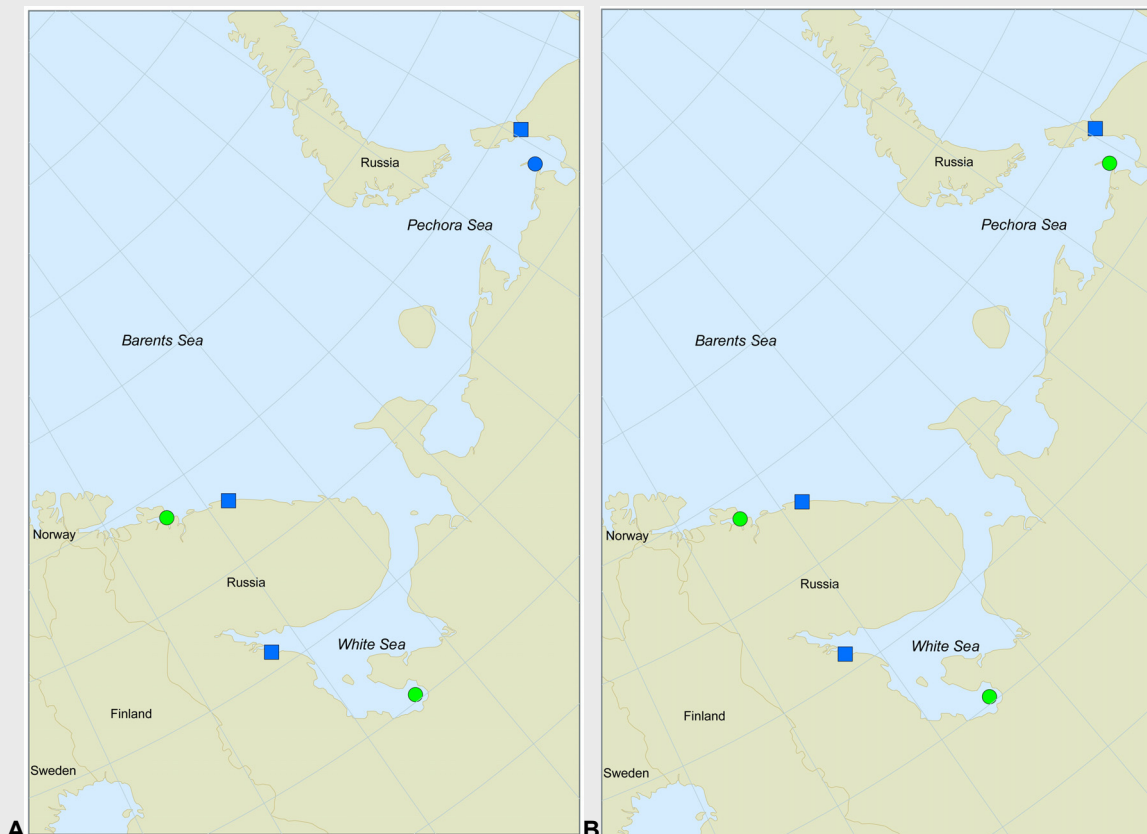 Russia
Pechora Sea
Barents Sea
Norway
Russia
White Sea
Finland
Sweden
A
Russia
Pechora Sea
Barents Sea
Norway
Russia
White Sea
Finland
Sweden
B